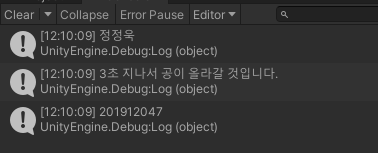 Clear Collapse Error Pause Editor
[12:10:09] 정정욱
UnityEngine.Debug:Log (object)
[12:10:09] 3초 지나서 공이 올라갈 것입니다.
UnityEngine.Debug:Log (object)
[12:10:09] 201912047
UnityEngine.Debug:Log (object)